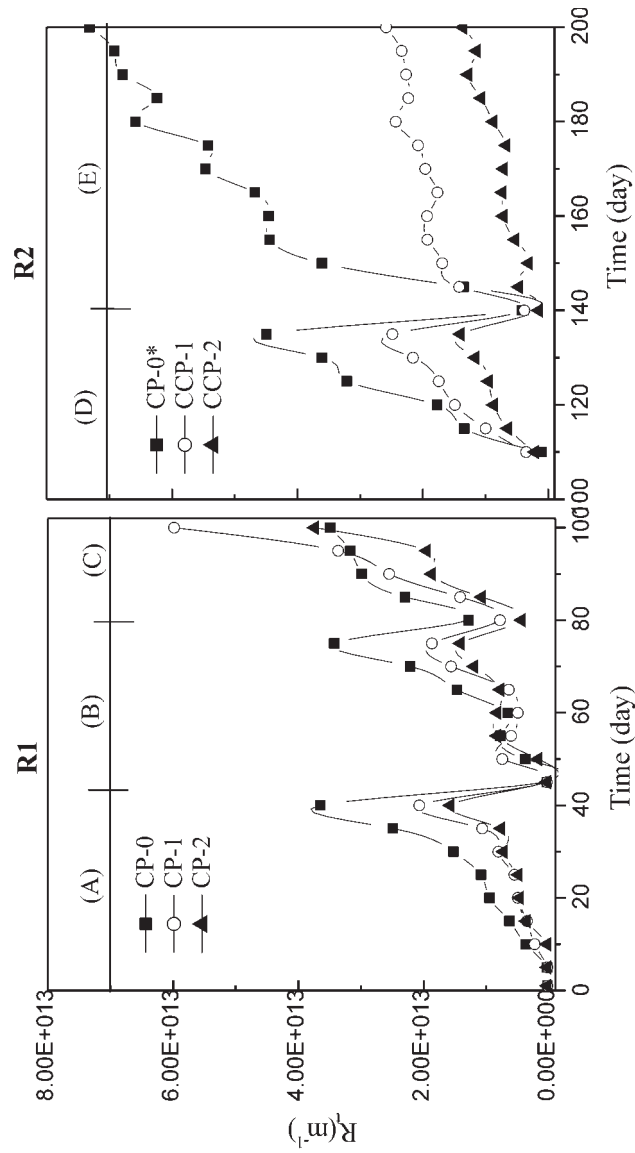 R1
R2
(A)
(B)
(C)
(D)
(E)
CP-0
CP-1
CP-2
CP-0*
CCP-1
CCP-2
8.00E+013
6.00E+013
4.00E+013
2.00E+013
0.00E+000
Rt(m-1)
0 20 40 60 80 100
100 120 140 160 180 200
Time (day)
Time (day)